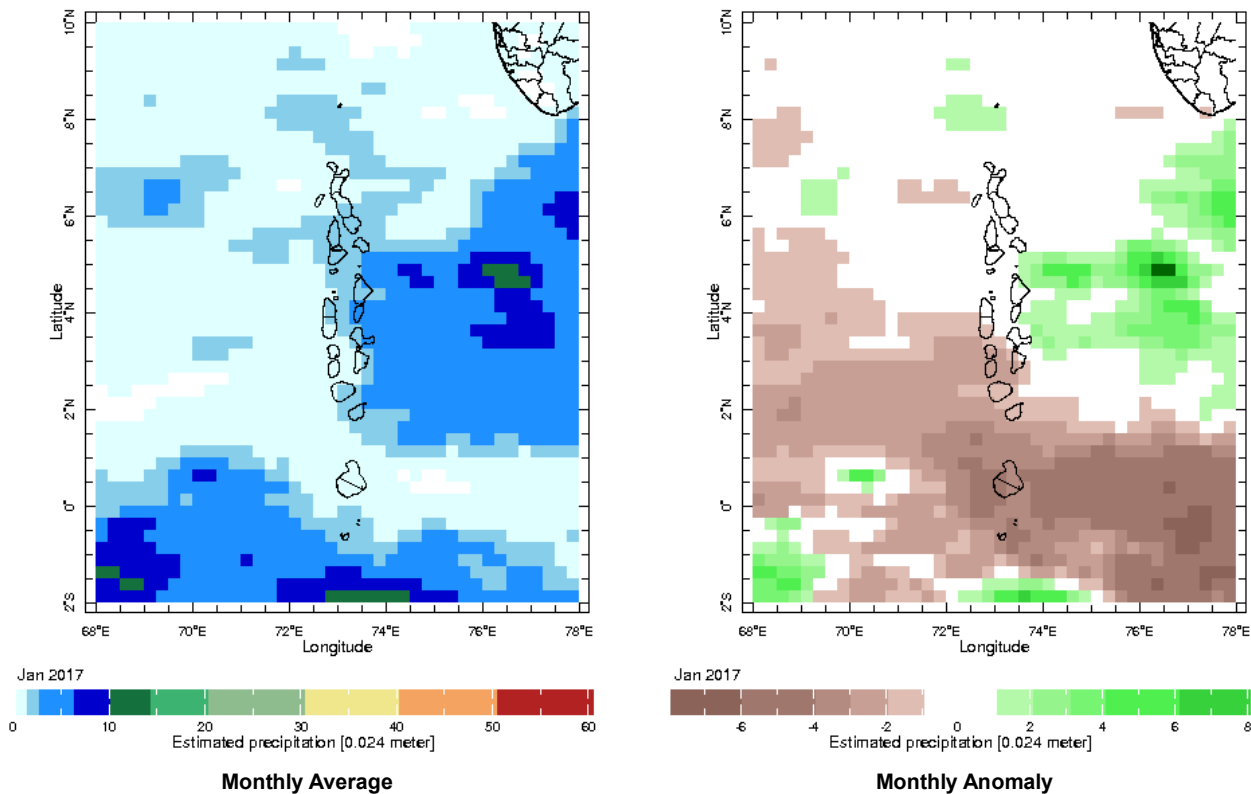 10°N
8°N
6°N
4°N
2°N
0°
2°S
Latitude
68°E 70°E 72°E 74°E 76°E 78°E
Longitude
Jan 2017
0 10 20 30 40 50 60
Estimated precipitation [0.024 meter]
Monthly Average
10°N
8°N
6°N
4°N
2°N
0°
2°S
Latitude
68°E 70°E 72°E 74°E 76°E 78°E
Longitude
Jan 2017
-6 -4 -2 0 2 4 6 8
Estimated precipitation [0.024 meter]
Monthly Anomaly